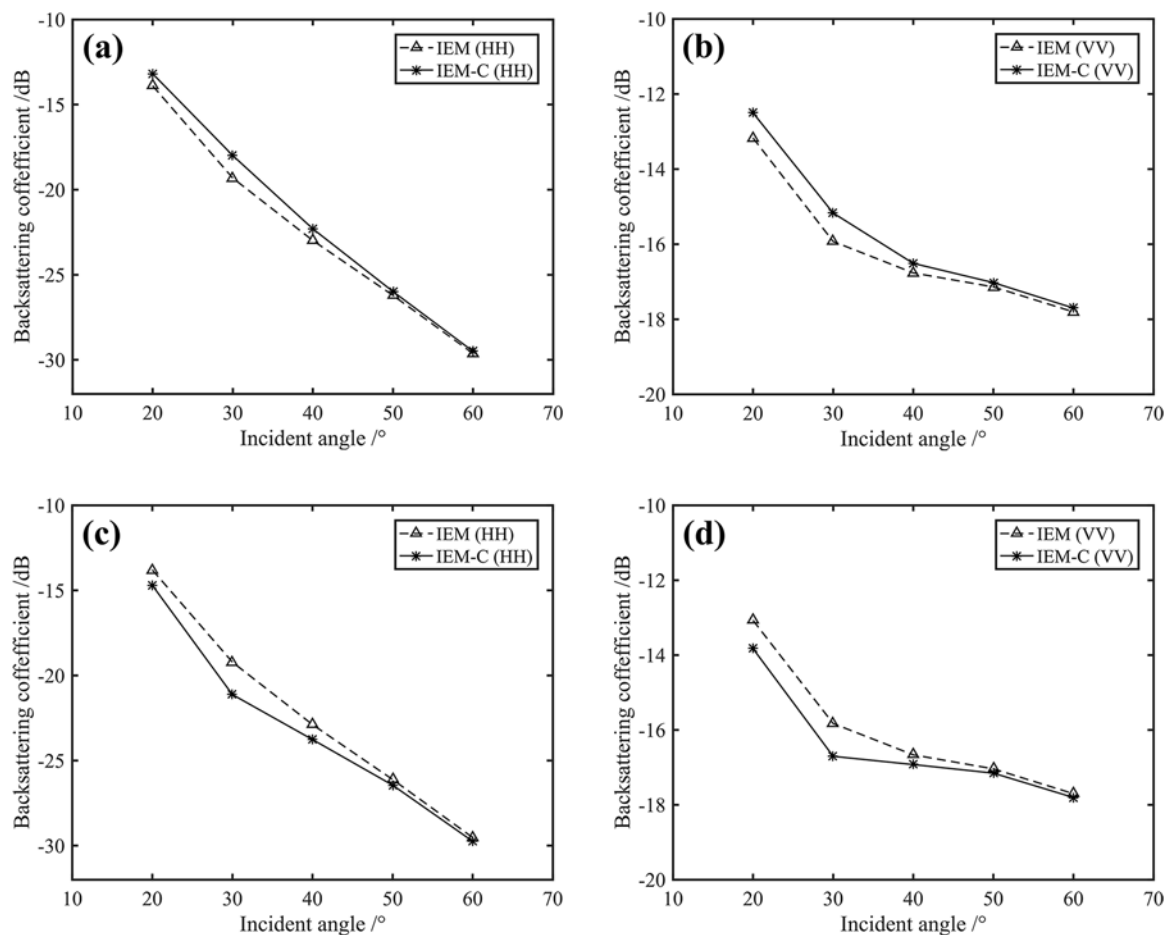 (a)
IEM (HH)
IEM-C (HH)
-10
-15
-20
-25
-30
10 20 30 40 50 60 70
Incident angle /°
Backsattering coffefficient /dB
(b)
IEM (VV)
IEM-C (VV)
-10
-12
-14
-16
-18
-20
10 20 30 40 50 60 70
Incident angle /°
Backsattering coffefficient /dB
(c)
IEM (HH)
IEM-C (HH)
-10
-15
-20
-25
-30
10 20 30 40 50 60 70
Incident angle /°
Backsattering coffefficient /dB
(d)
IEM (VV)
IEM-C (VV)
-10
-12
-14
-16
-18
-20
10 20 30 40 50 60 70
Incident angle /°
Backsattering coffefficient /dB